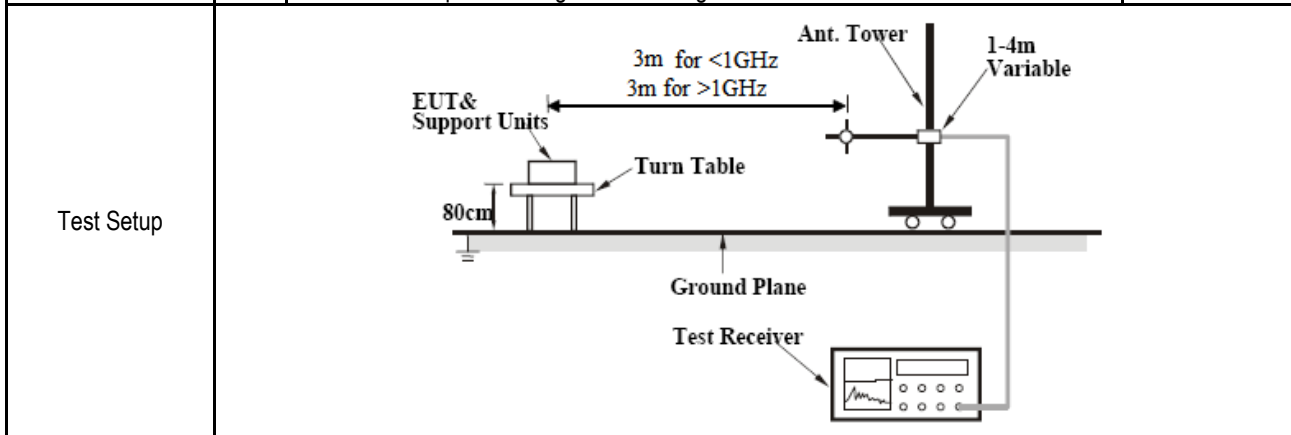 Test Setup
Ant. Tower
1-4m
Variable
3m for <1GHz
3m for >1GHz
EUT&
Support Units
Turn Table
80cm
Ground Plane
Test Receiver